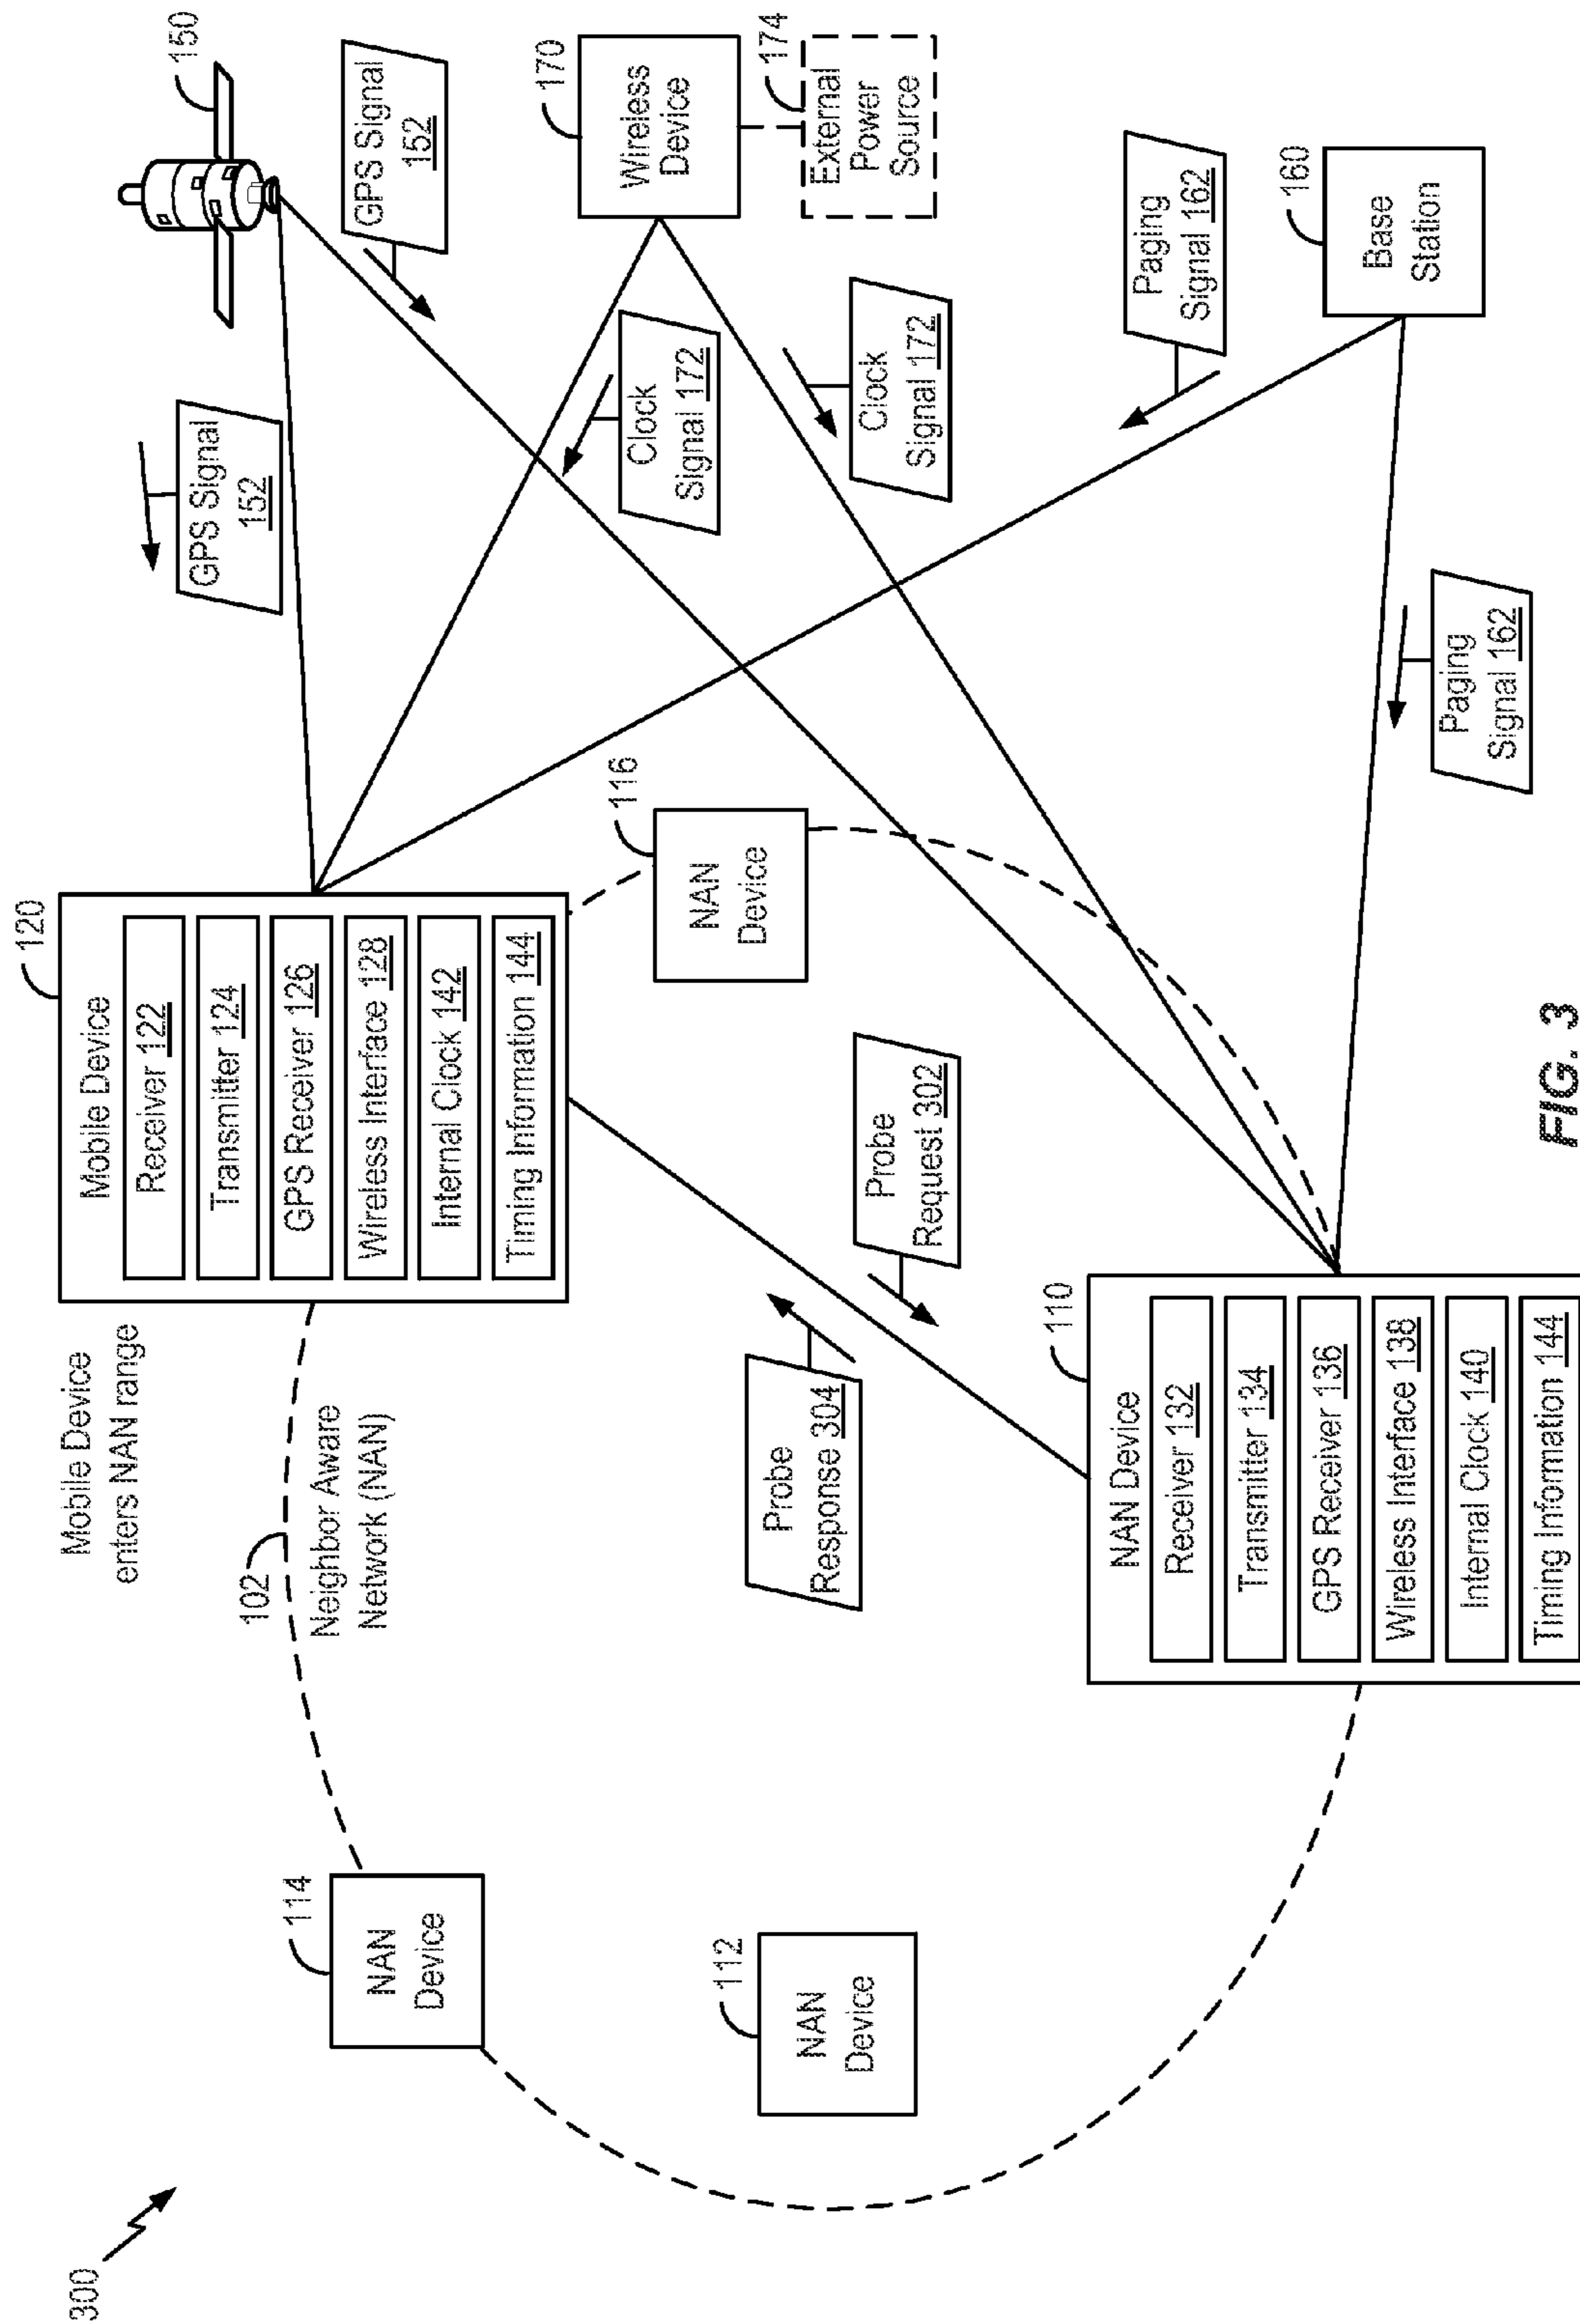 300
Mobile Device
enters NAN range
102
Neighbor Aware
Network (NAN)
114
NAN
Device
112
NAN
Device
120
Mobile Device
Receiver 122
Transmitter 124
GPS Receiver 126
Wireless Interface 128
Internal Clock 142
Timing Information 144
116
NAN
Device
Probe
Response 304
Probe
Request 302
110
NAN Device
Receiver 132
Transmitter 134
GPS Receiver 136
Wireless Interface 138
Internal Clock 140
Timing Information 144
150
GPS Signal
152
GPS Signal
152
170
Wireless
Device
174
External
Power
Source
Clock
Signal 172
Clock
Signal 172
Paging
Signal 162
160
Base
Station
Paging
Signal 162
FIG. 3